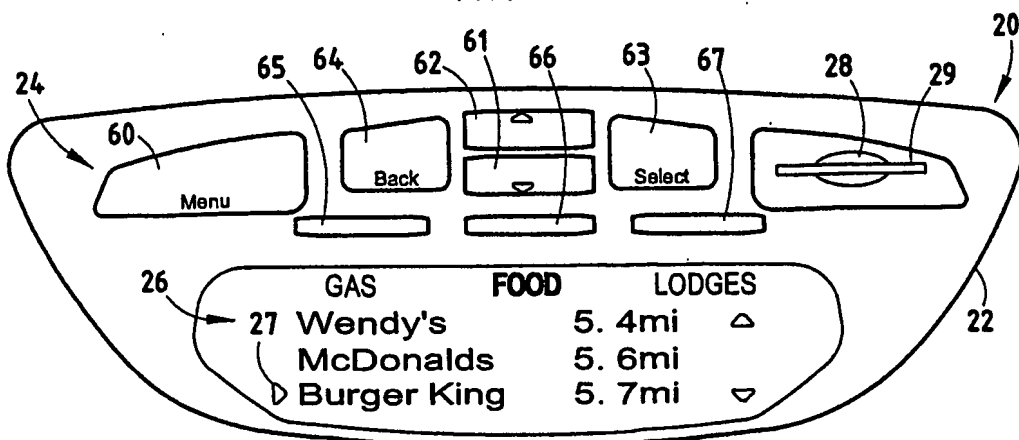 20
61
64 62 66 63 67 28
65 29
24
60
Back Select
Menu
26 GAS FOOD LODGES
22
27 Wendy's 5. 4mi
McDonalds 5. 6mi
Burger King 5. 7mi